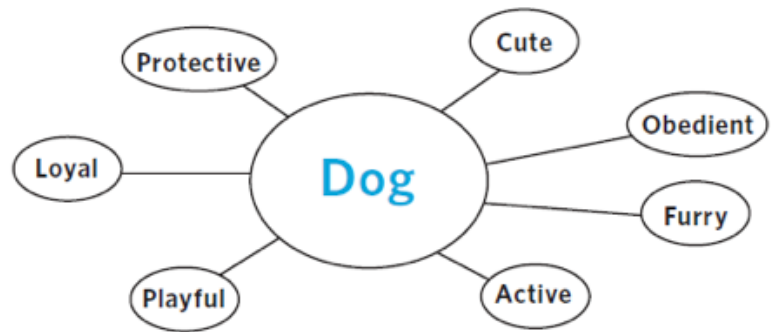 Cute
Protective
Obedient
Loyal
Dog
Furry
Playful
Active